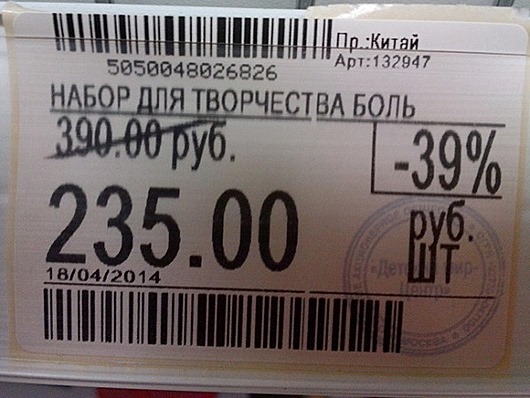 Пр.:Китай
5050048026826
Арт:132947
НАБОР ДЛЯ ТВОРЧЕСТВА БОЛЬ
390.00 руб.
-39%
235.00
руб.
ШТ
18/04/2014
МОСКВА